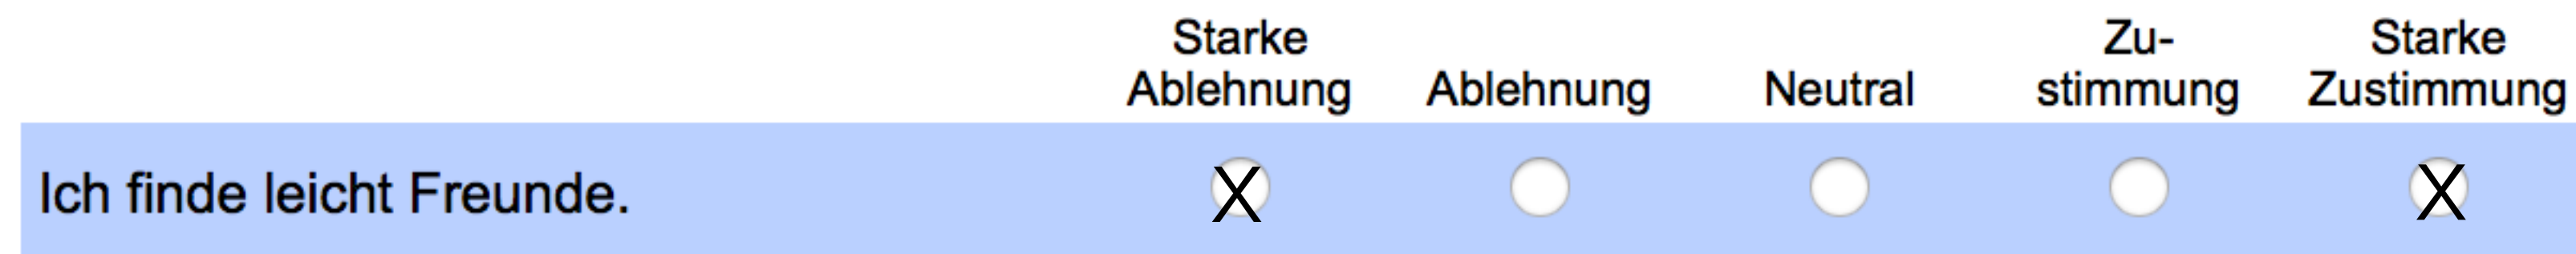 Starke Ablehnung
Ablehnung
Neutral
Zu-
stimmung
Starke Zustimmung
Ich finde leicht Freunde.
X
X